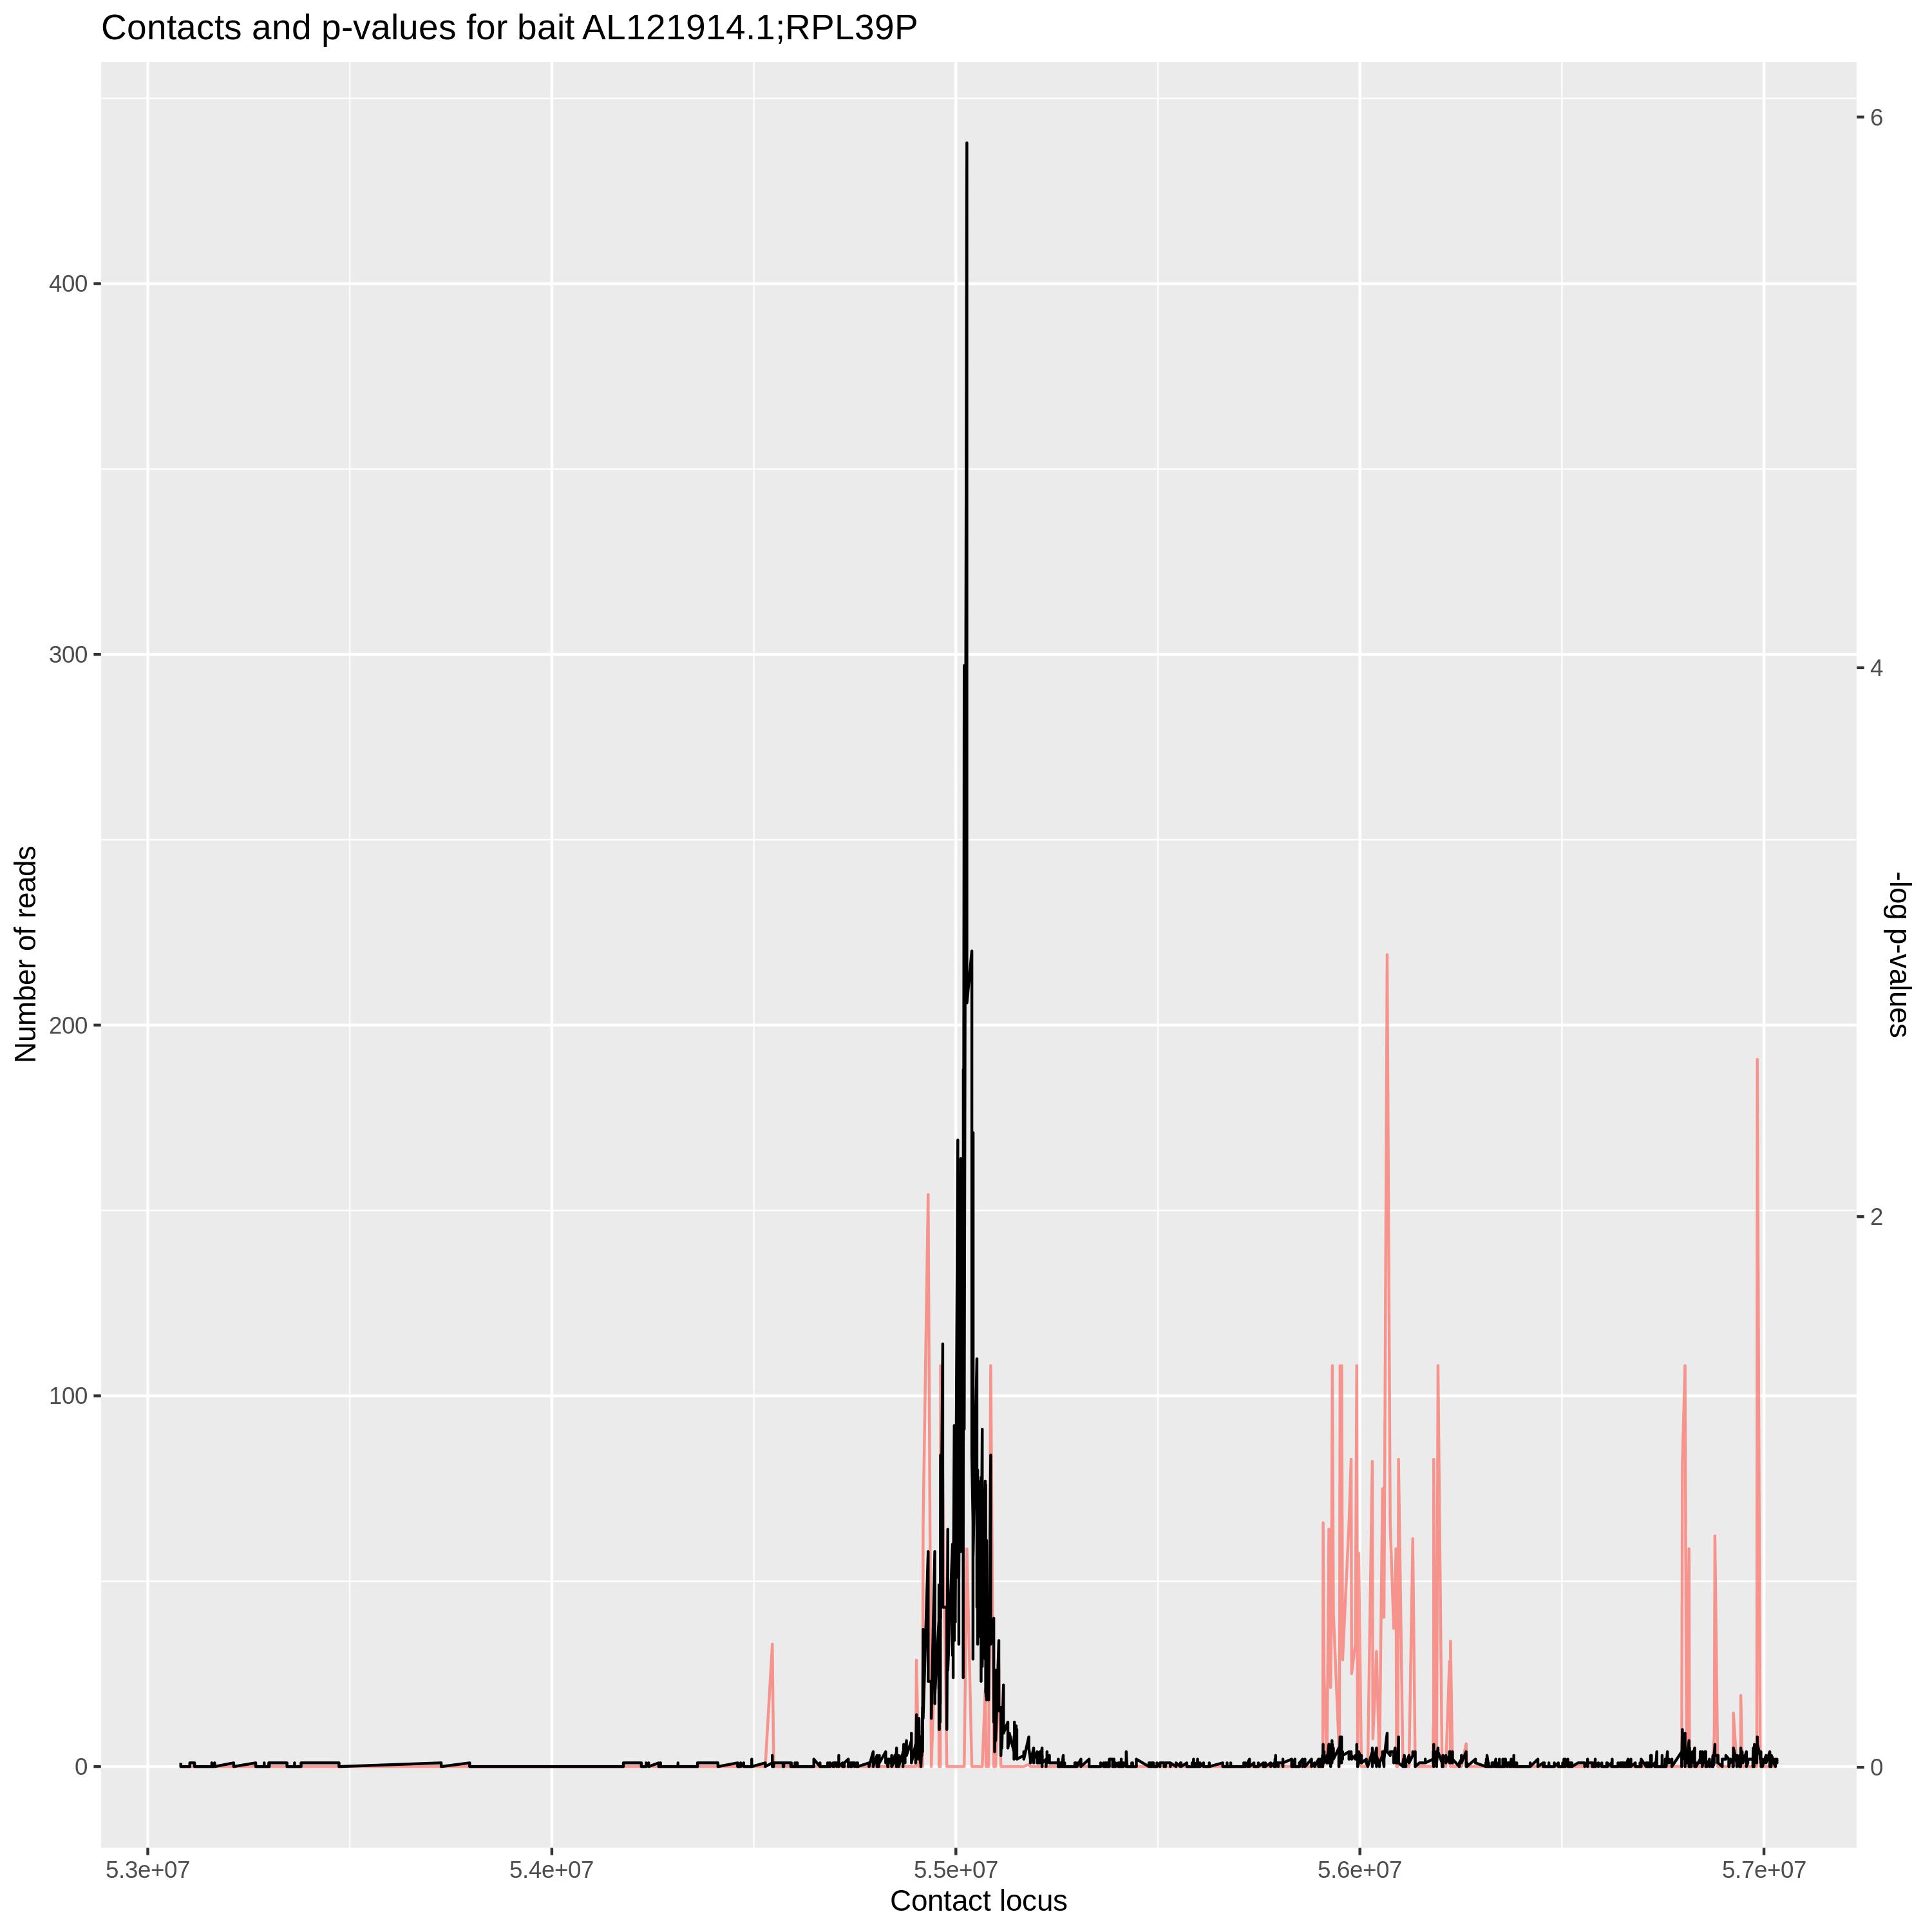 Contacts and p-values for bait AL121914.1;RPL39P
6
400
300
4
Number of reads
-log p-values
200
2
100
0
0
5.3e+07
5.4e+07
5.5e+07
5.6e+07
5.7e+07
Contact locus